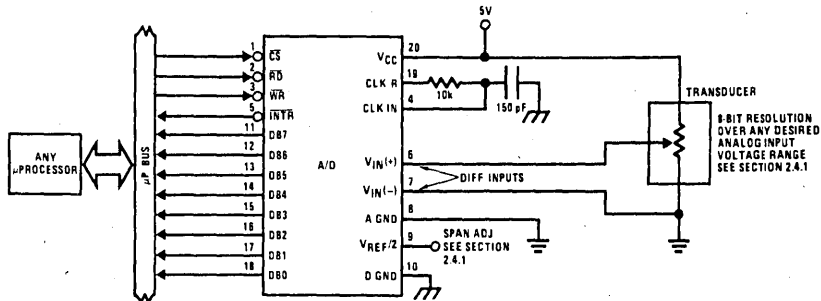 5V
1
CS
2
RD
3
WR
5
INTR
11
DB7
12
DB6
13
DB5
14
DB4
15
DB3
16
DB2
17
DB1
18
DB0
ANY
µPROCESSOR
µP BUS
A/D
20
VCC
19
CLK R
10k
4
CLK IN
150 pF
6
VIN(+)
DIFF INPUTS
7
VIN(−)
8
A GND
9
VREF/2
SPAN ADJ
SEE SECTION
2.4.1
10
D GND
TRANSDUCER
8-BIT RESOLUTION
OVER ANY DESIRED
ANALOG INPUT
VOLTAGE RANGE
SEE SECTION 2.4.1